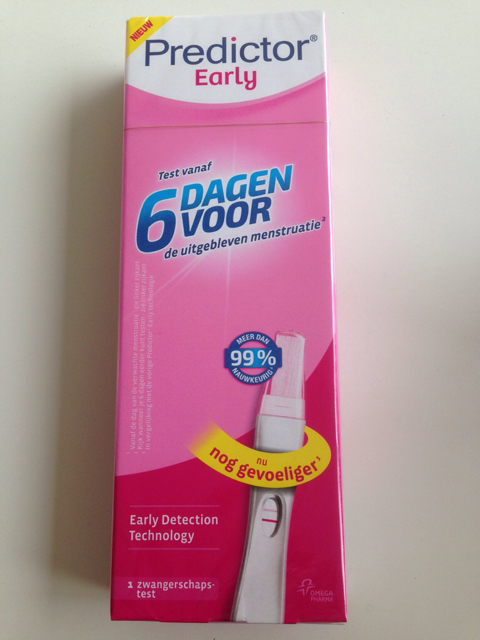 NIEUW
Predictor®
Early
Test vanaf
6 DAGEN
VOOR
de uitgebleven menstruatie²
MEER DAN
99%
NAUWKEURIG¹
nu
nog gevoeliger³
Early Detection
Technology
1 zwangerschaps-
test
OMEGA
PHARMA